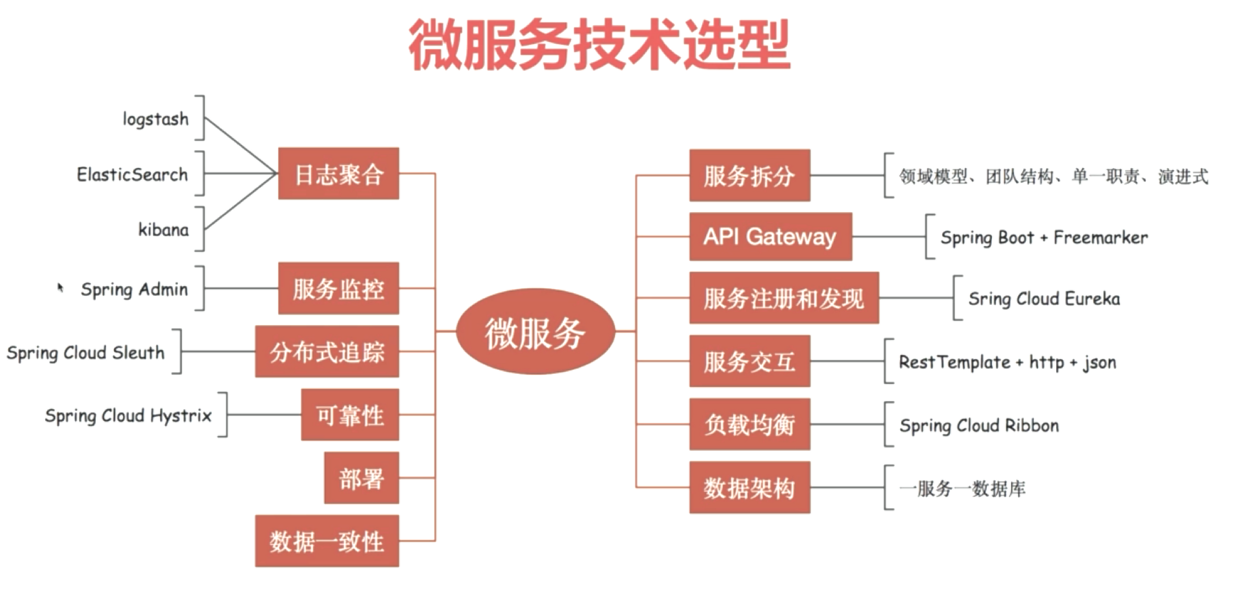 微服务技术选型
logstash
ElasticSearch
kibana
日志聚合
Spring Admin
服务监控
Spring Cloud Sleuth
分布式追踪
Spring Cloud Hystrix
可靠性
部署
数据一致性
微服务
服务拆分
领域模型、团队结构、单一职责、演进式
API Gateway
Spring Boot + Freemarker
服务注册和发现
Sring Cloud Eureka
服务交互
RestTemplate + http + json
负载均衡
Spring Cloud Ribbon
数据架构
一服务一数据库